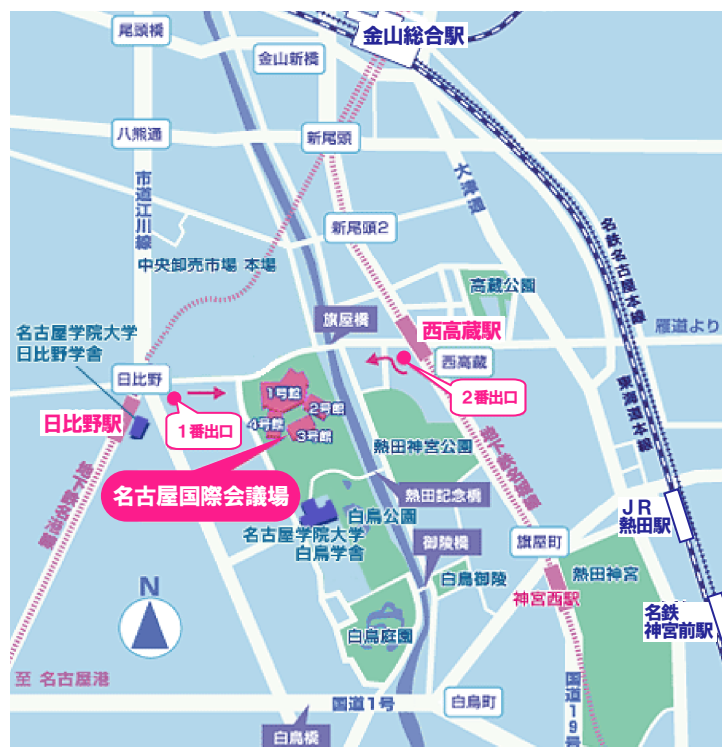 尾頭橋
金山総合駅
金山新橋
八熊通
新尾頭
市道江川線
大津通
新尾頭2
名鉄名古屋本線
中央卸売市場 本場
高蔵公園
旗屋橋
西高蔵駅
雁道より
名古屋学院大学
日比野学舎
日比野
西高蔵
1号館
2号館
2番出口
東海道本線
日比野駅
1番出口
4号館
3号館
熱田神宮公園
名古屋国際会議場
地下鉄名港線
熱田記念橋
JR
熱田駅
白鳥公園
名古屋学院大学
白鳥学舎
御陵橋
旗屋町
N
白鳥御陵
熱田神宮
神宮西駅
名鉄
神宮前駅
白鳥庭園
至 名古屋港
国道1号
白鳥町
国道19号
白鳥橋